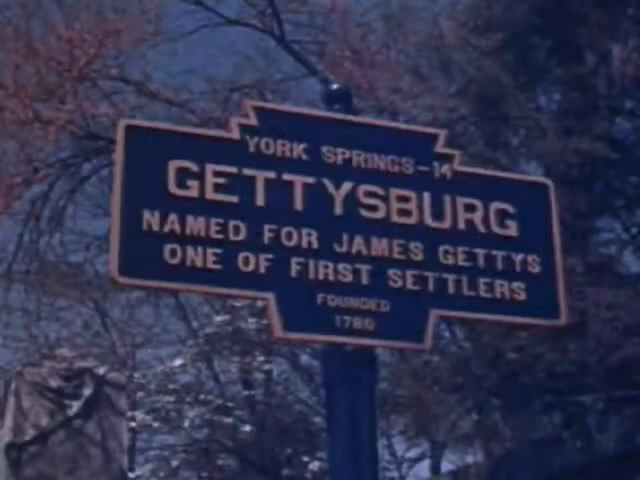 YORK SPRINGS-14
GETTYSBURG
NAMED FOR JAMES GETTYS
ONE OF FIRST SETTLERS
FOUNDED
1780